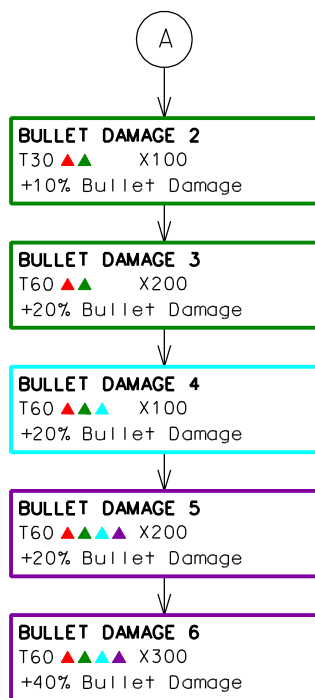 A
BULLET DAMAGE 2
T30 X100
+10% Bullet Damage
BULLET DAMAGE 3
T60 X200
+20% Bullet Damage
BULLET DAMAGE 4
T60 X100
+20% Bullet Damage
BULLET DAMAGE 5
T60 X200
+20% Bullet Damage
BULLET DAMAGE 6
T60 X300
+40% Bullet Damage